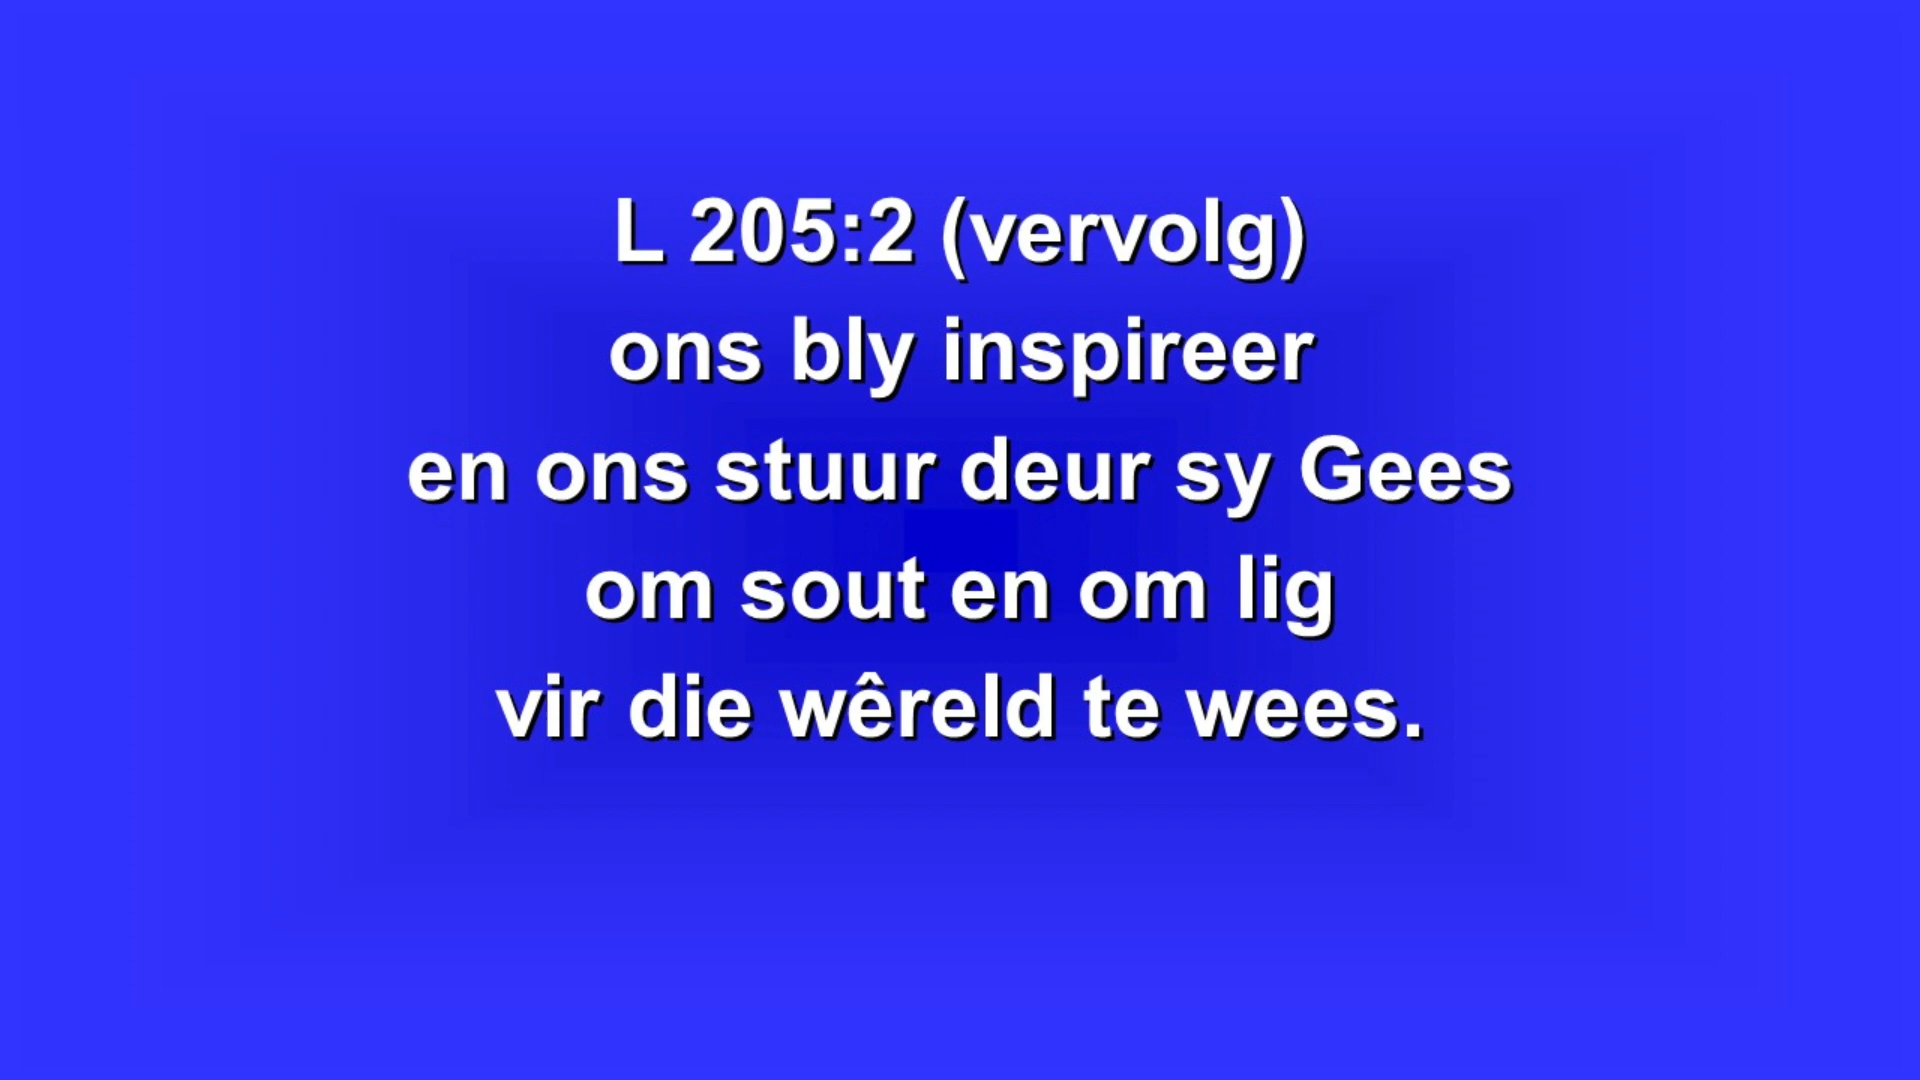 L 205:2 (vervolg)
ons bly inspireer
en ons stuur deur sy Gees
om sout en om lig
vir die wêreld te wees.